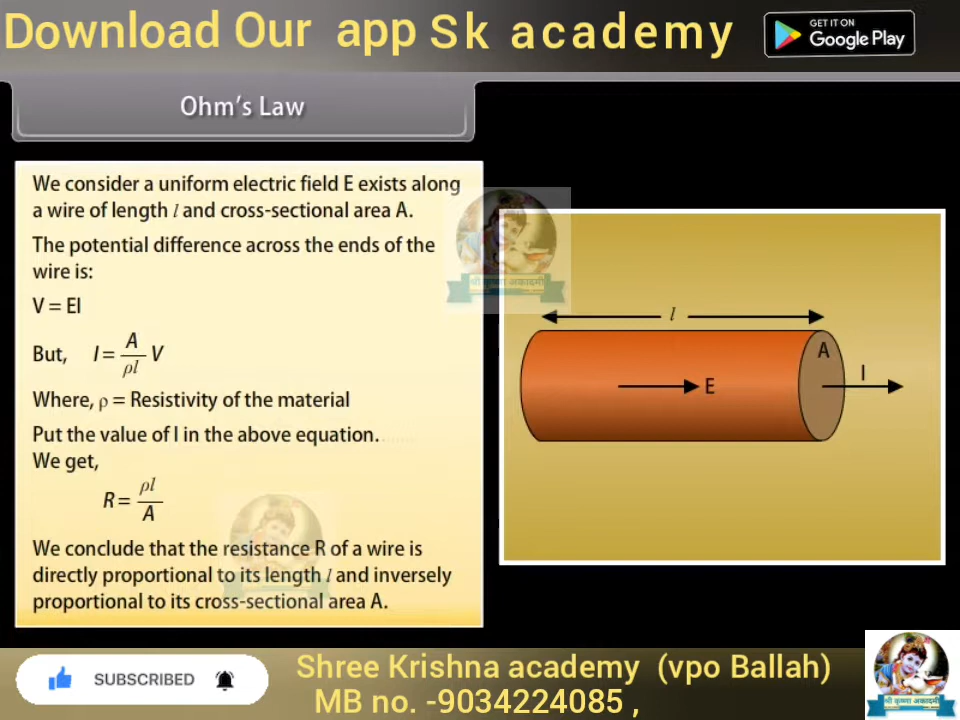 Download Our app Sk academy
GET IT ON
Google Play
Ohm's Law
We consider a uniform electric field E exists along
a wire of length l and cross-sectional area A.
The potential difference across the ends of the
wire is:
V = El
But, I = A/ρl V
Where, ρ = Resistivity of the material
Put the value of I in the above equation.
We get,
R = ρl/A
We conclude that the resistance R of a wire is
directly proportional to its length l and inversely
proportional to its cross-sectional area A.
l
A
E
I
श्री कृष्णा अकादमी
SUBSCRIBED
Shree Krishna academy (vpo Ballah)
MB no. -9034224085 ,
श्री कृष्णा अकादमी